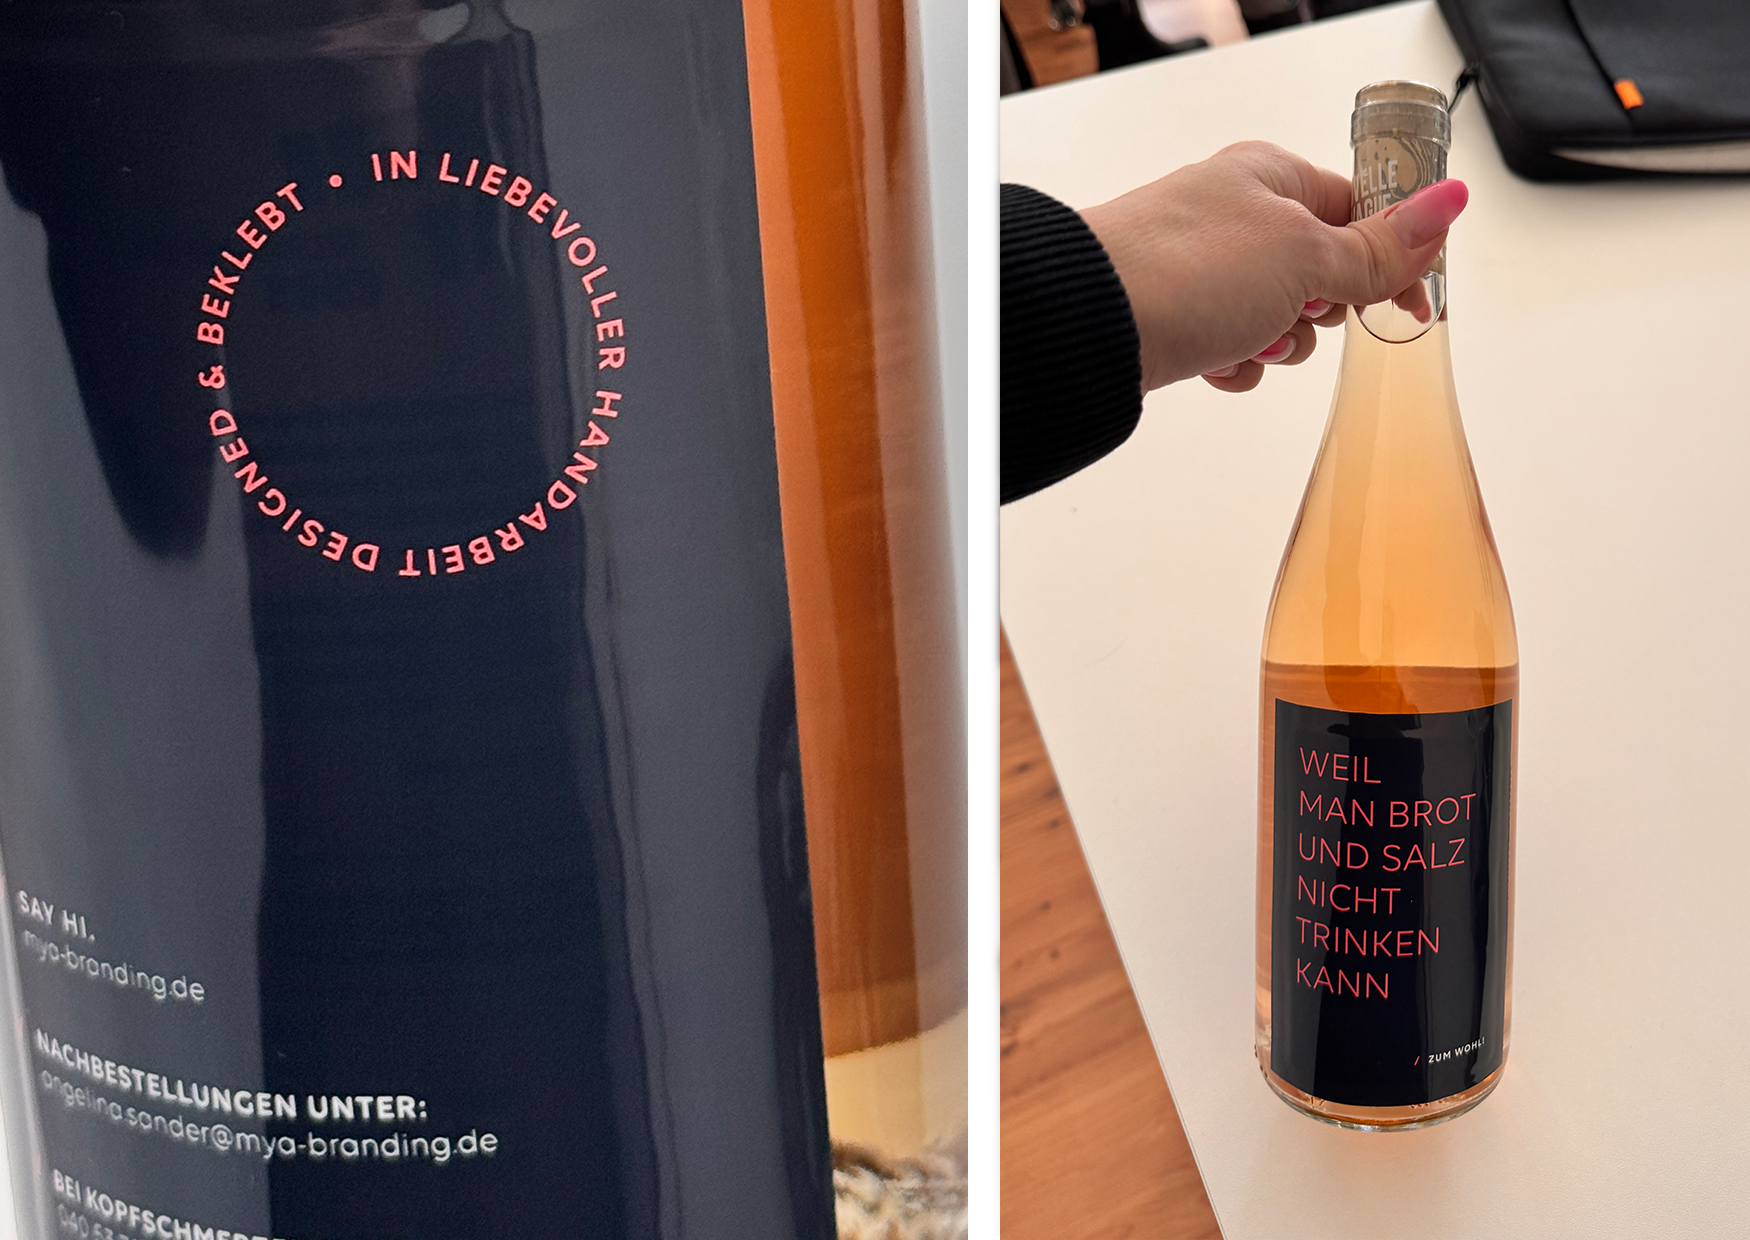 IN LIEBEVOLLER HANDARBEIT DESIGNED & BEKLEBT •
SAY HI.
mya-branding.de
NACHBESTELLUNGEN UNTER:
angelina.sander@mya-branding.de
BEI
WEIL
MAN BROT
UND SALZ
NICHT
TRINKEN
KANN
/ ZUM WOHL!